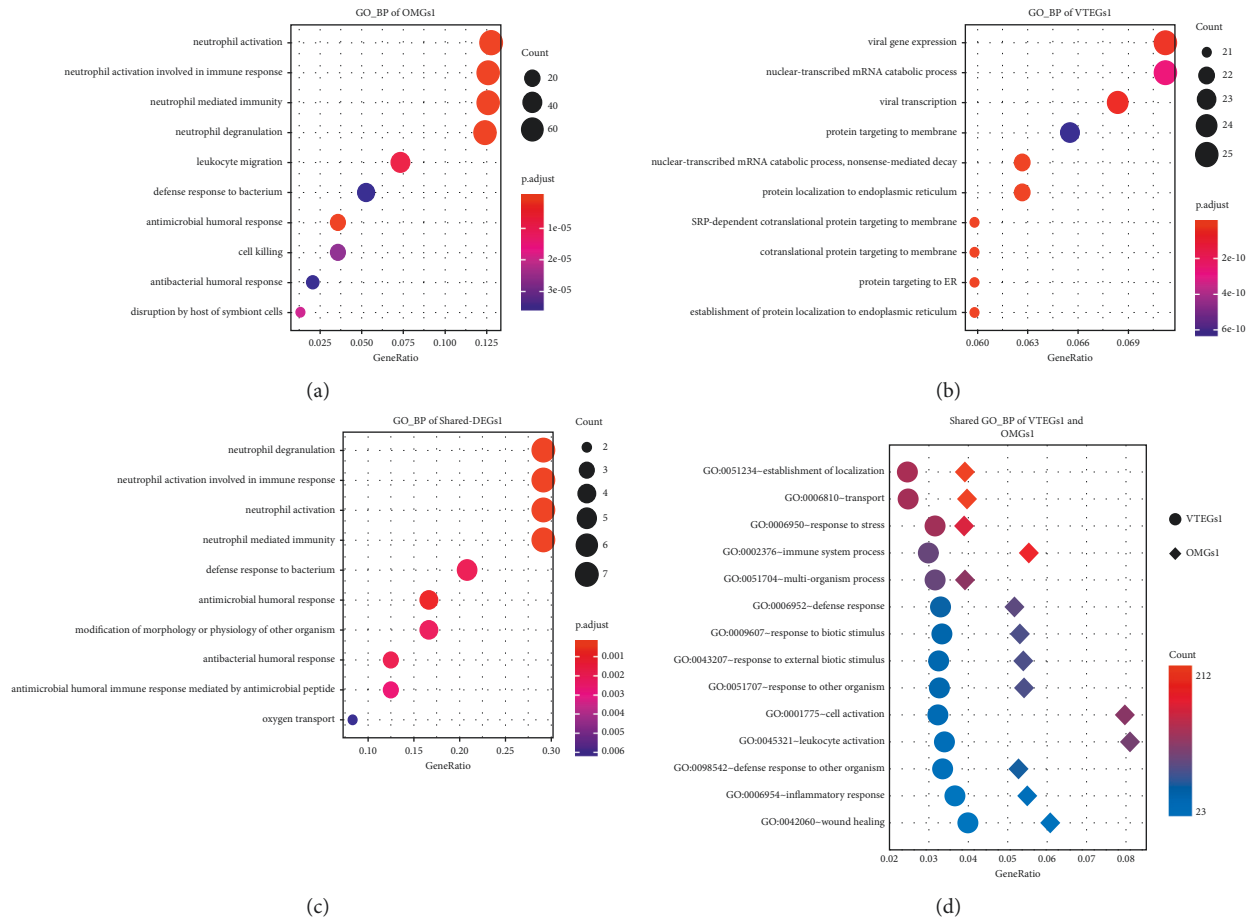 GO_BP of OMGs1
neutrophil activation
neutrophil activation involved in immune response
neutrophil mediated immunity
neutrophil degranulation
leukocyte migration
defense response to bacterium
antimicrobial humoral response
cell killing
antibacterial humoral response
disruption by host of symbiont cells
0.025 0.050 0.075 0.100 0.125
GeneRatio
Count
20
40
60
p.adjust
1e-05
2e-05
3e-05
(a)
GO_BP of VTEGs1
viral gene expression
nuclear-transcribed mRNA catabolic process
viral transcription
protein targeting to membrane
nuclear-transcribed mRNA catabolic process, nonsense-mediated decay
protein localization to endoplasmic reticulum
SRP-dependent cotranslational protein targeting to membrane
cotranslational protein targeting to membrane
protein targeting to ER
establishment of protein localization to endoplasmic reticulum
0.060 0.063 0.066 0.069
GeneRatio
Count
21
22
23
24
25
p.adjust
2e-10
4e-10
6e-10
(b)
GO_BP of Shared-DEGs1
neutrophil degranulation
neutrophil activation involved in immune response
neutrophil activation
neutrophil mediated immunity
defense response to bacterium
antimicrobial humoral response
modification of morphology or physiology of other organism
antibacterial humoral response
antimicrobial humoral immune response mediated by antimicrobial peptide
oxygen transport
0.10 0.15 0.20 0.25 0.30
GeneRatio
Count
2
3
4
5
6
7
p.adjust
0.001
0.002
0.003
0.004
0.005
0.006
(c)
Shared GO_BP of VTEGs1 and
OMGs1
GO:0051234~establishment of localization
GO:0006810~transport
GO:0006950~response to stress
GO:0002376~immune system process
GO:0051704~multi-organism process
GO:0006952~defense response
GO:0009607~response to biotic stimulus
GO:0043207~response to external biotic stimulus
GO:0051707~response to other organism
GO:0001775~cell activation
GO:0045321~leukocyte activation
GO:0098542~defense response to other organism
GO:0006954~inflammatory response
GO:0042060~wound healing
0.02 0.03 0.04 0.05 0.06 0.07 0.08
GeneRatio
VTEGs1
OMGs1
Count
212
23
(d)